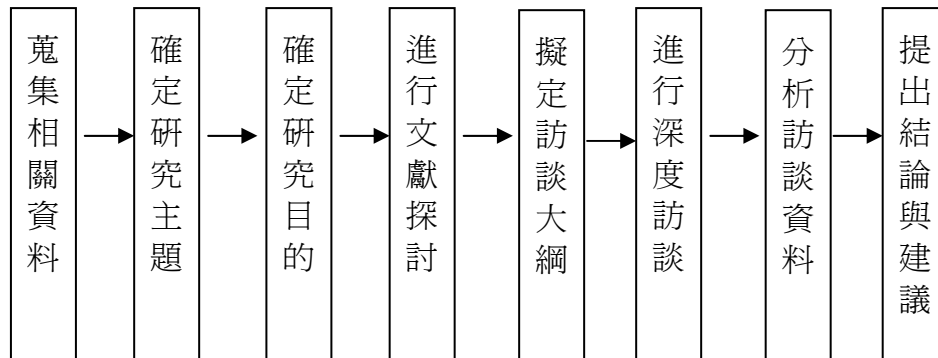 蒐集相關資料
確定研究主題
確定研究目的
進行文獻探討
擬定訪談大綱
進行深度訪談
分析訪談資料
提出結論與建議